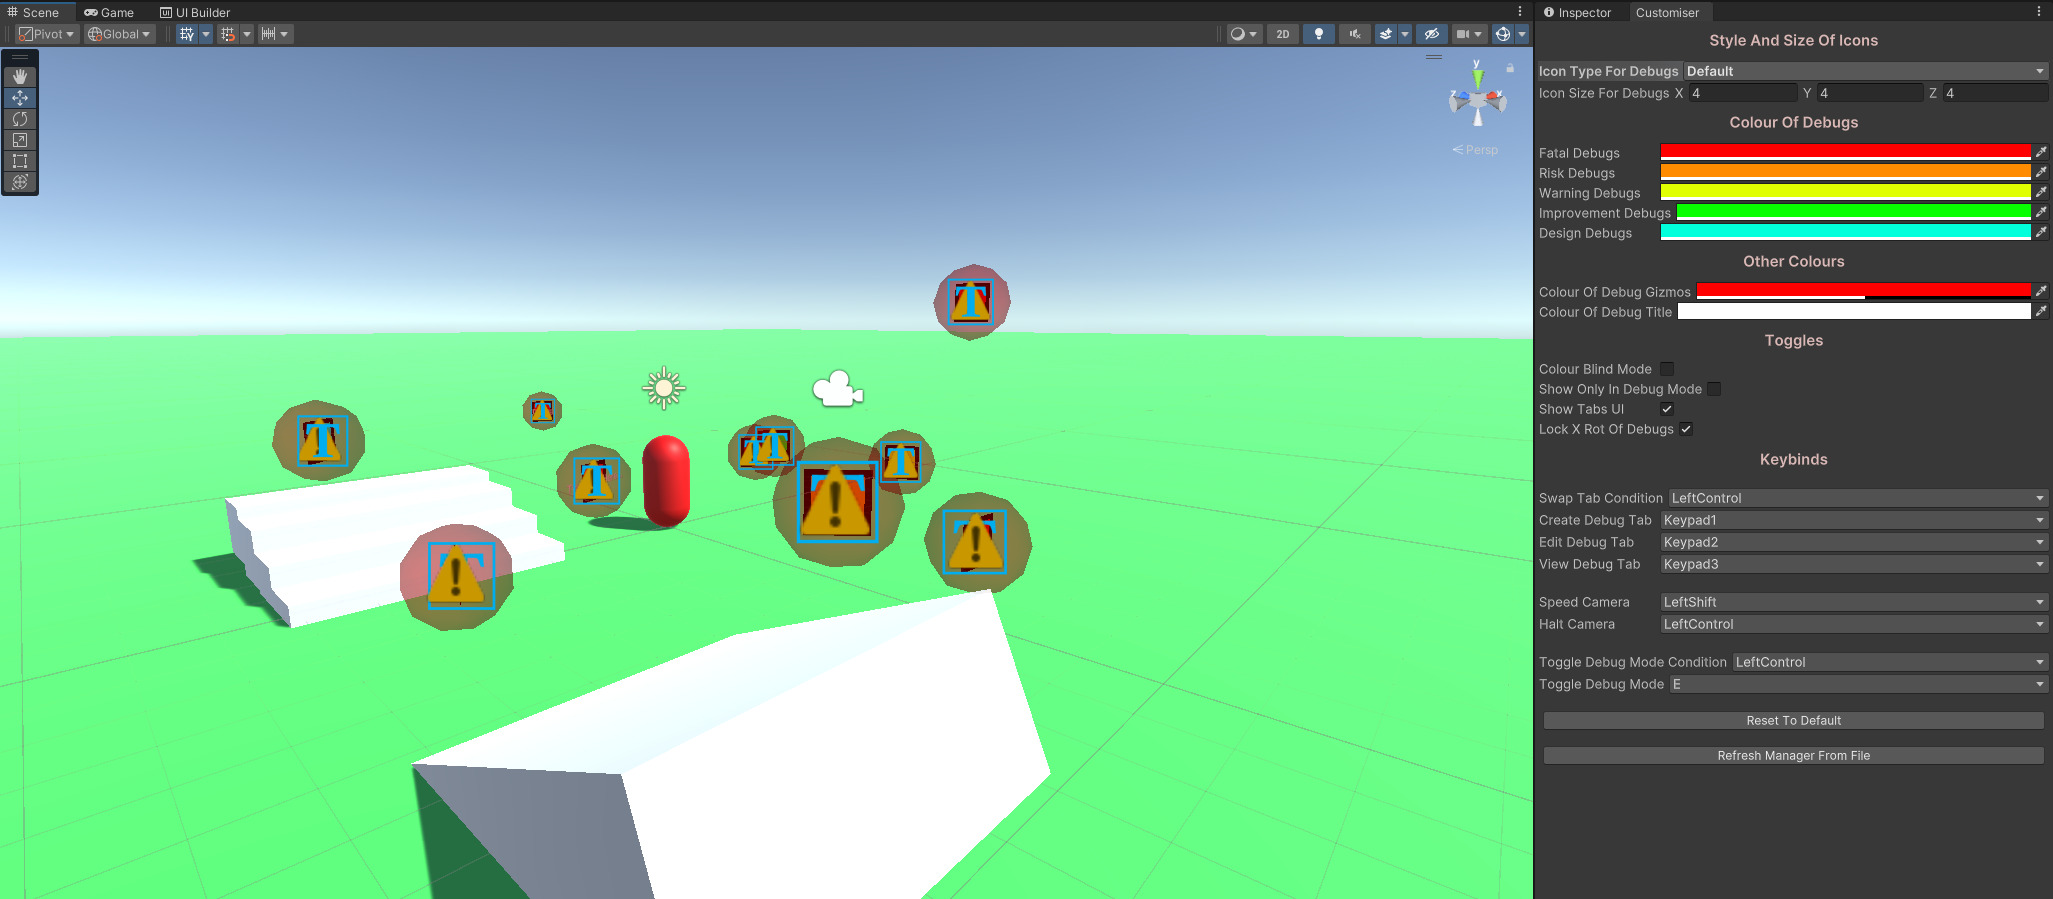 Scene Game UI Builder
Pivot Global 2D
y
z x
Persp
T
T
T
T
T
T
T
Inspector Customiser
Style And Size Of Icons
Icon Type For Debugs Default
Icon Size For Debugs X 4 Y 4 Z 4
Colour Of Debugs
Fatal Debugs
Risk Debugs
Warning Debugs
Improvement Debugs
Design Debugs
Other Colours
Colour Of Debug Gizmos
Colour Of Debug Title
Toggles
Colour Blind Mode
Show Only In Debug Mode
Show Tabs UI
Lock X Rot Of Debugs
Keybinds
Swap Tab Condition LeftControl
Create Debug Tab Keypad1
Edit Debug Tab Keypad2
View Debug Tab Keypad3
Speed Camera LeftShift
Halt Camera LeftControl
Toggle Debug Mode Condition LeftControl
Toggle Debug Mode E
Reset To Default
Refresh Manager From File